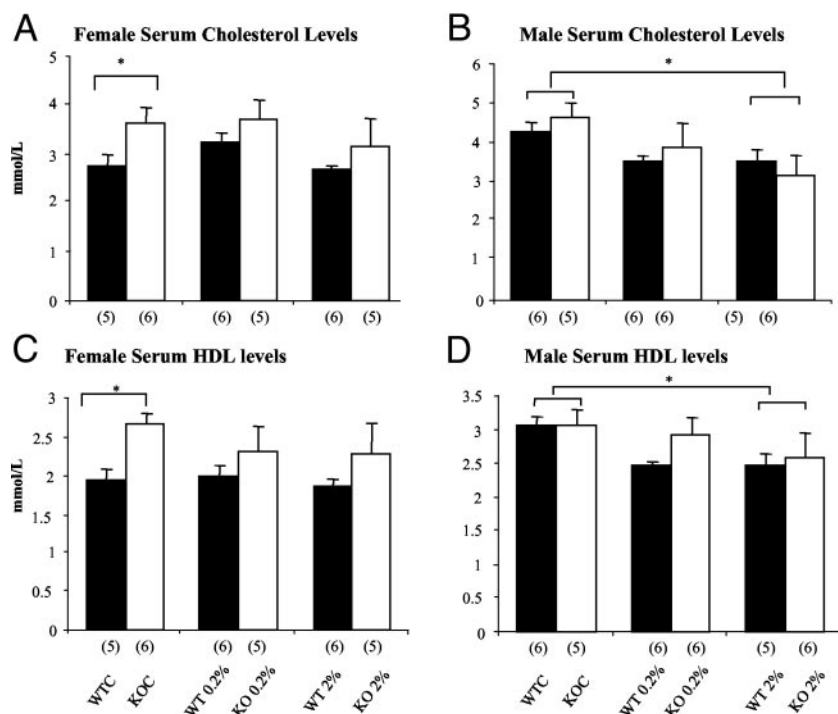 A
Female Serum Cholesterol Levels
5
4
3
2
1
0
mmol/L
*
(5) (6) (6) (5) (6) (5)
B
Male Serum Cholesterol Levels
6
5
4
3
2
1
0
*
(6) (5) (6) (6) (5) (6)
C
Female Serum HDL levels
3
2.5
2
1.5
1
0.5
0
mmol/L
*
(5) (6) (6) (5) (6) (5)
WTC KOC WT 0.2% KO 0.2% WT 2% KO 2%
D
Male Serum HDL levels
3.5
3
2.5
2
1.5
1
0.5
0
*
(6) (5) (6) (6) (5) (6)
WTC KOC WT 0.2% KO 0.2% WT 2% KO 2%